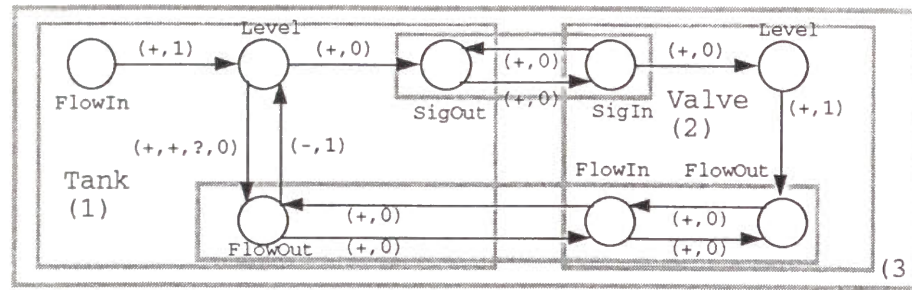 Level
Level
(+,1)
(+,0)
(+,0)
(+,0)
FlowIn
(+,0)
SigOut
SigIn
Valve
(2)
(+,1)
(+,+,?,0)
(-,1)
Tank
(1)
FlowIn
FlowOut
(+,0)
(+,0)
FlowOut
(+,0)
(+,0)
(3